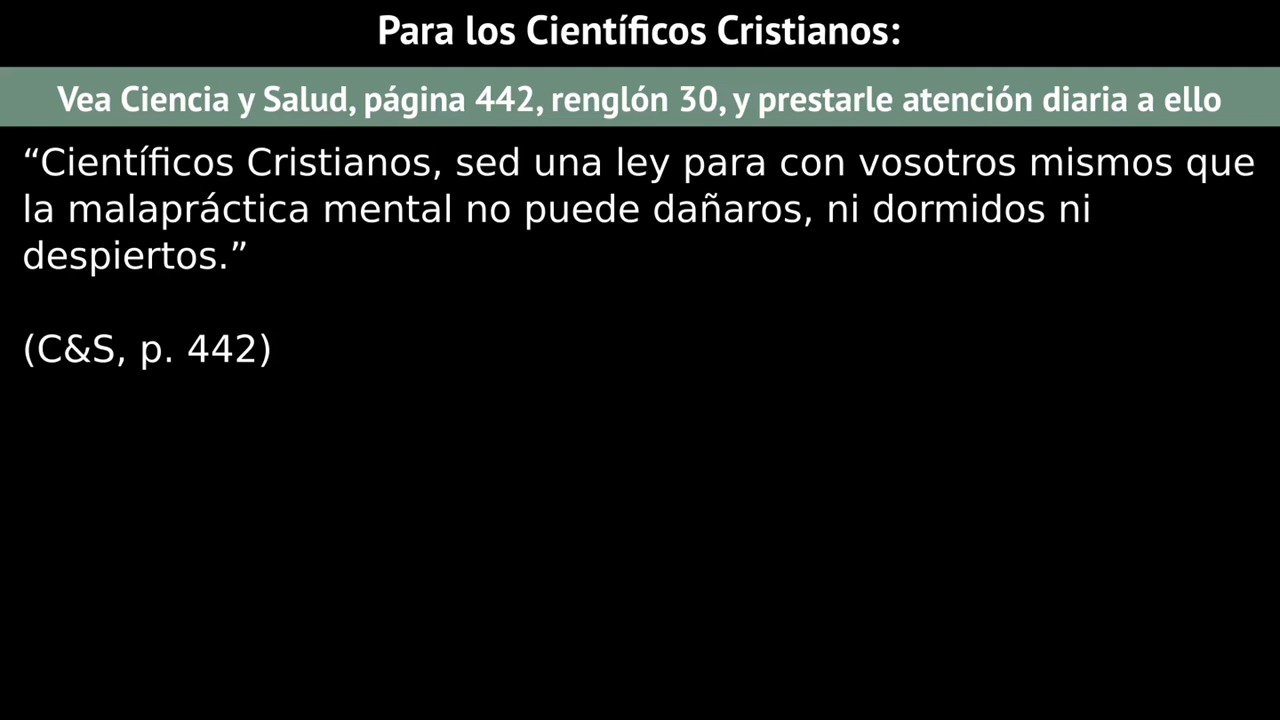 Para los Científicos Cristianos:
Vea Ciencia y Salud, página 442, renglón 30, y prestarle atención diaria a ello
“Científicos Cristianos, sed una ley para con vosotros mismos que
la malapráctica mental no puede dañaros, ni dormidos ni
despiertos.”
(C&S, p. 442)